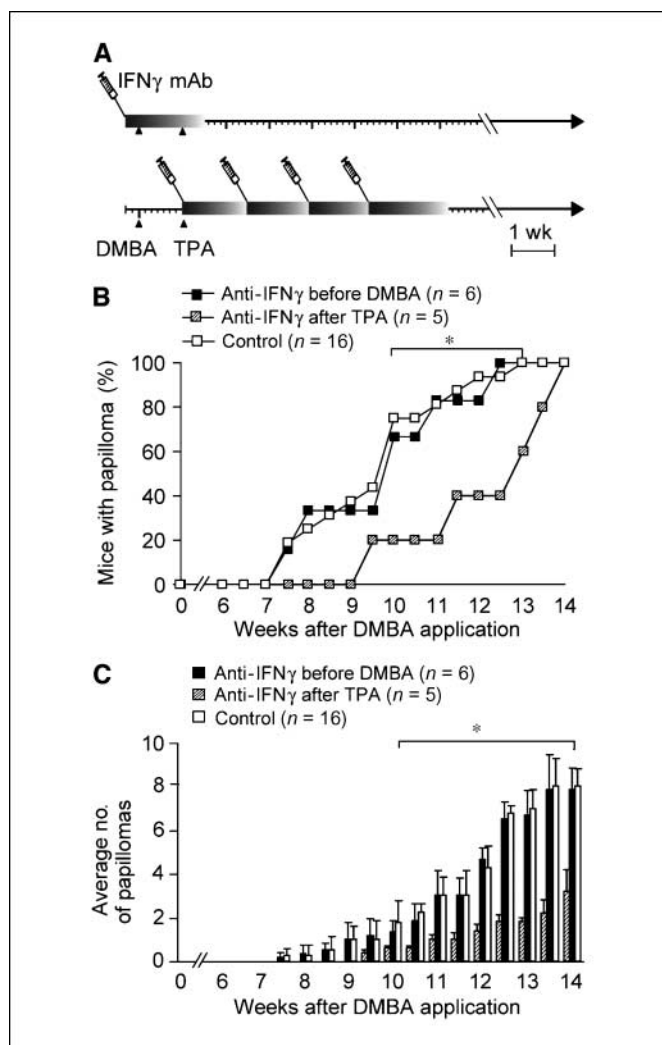 A
IFNγ mAb
DMBA TPA
1 wk
B
Anti-IFNγ before DMBA (n = 6)
Anti-IFNγ after TPA (n = 5)
Control (n = 16)
*
100
80
60
40
20
0
Mice with papilloma (%)
0 6 7 8 9 10 11 12 13 14
Weeks after DMBA application
C
Anti-IFNγ before DMBA (n = 6)
Anti-IFNγ after TPA (n = 5)
Control (n = 16)
*
10
8
6
4
2
0
Average no.
of papillomas
0 6 7 8 9 10 11 12 13 14
Weeks after DMBA application